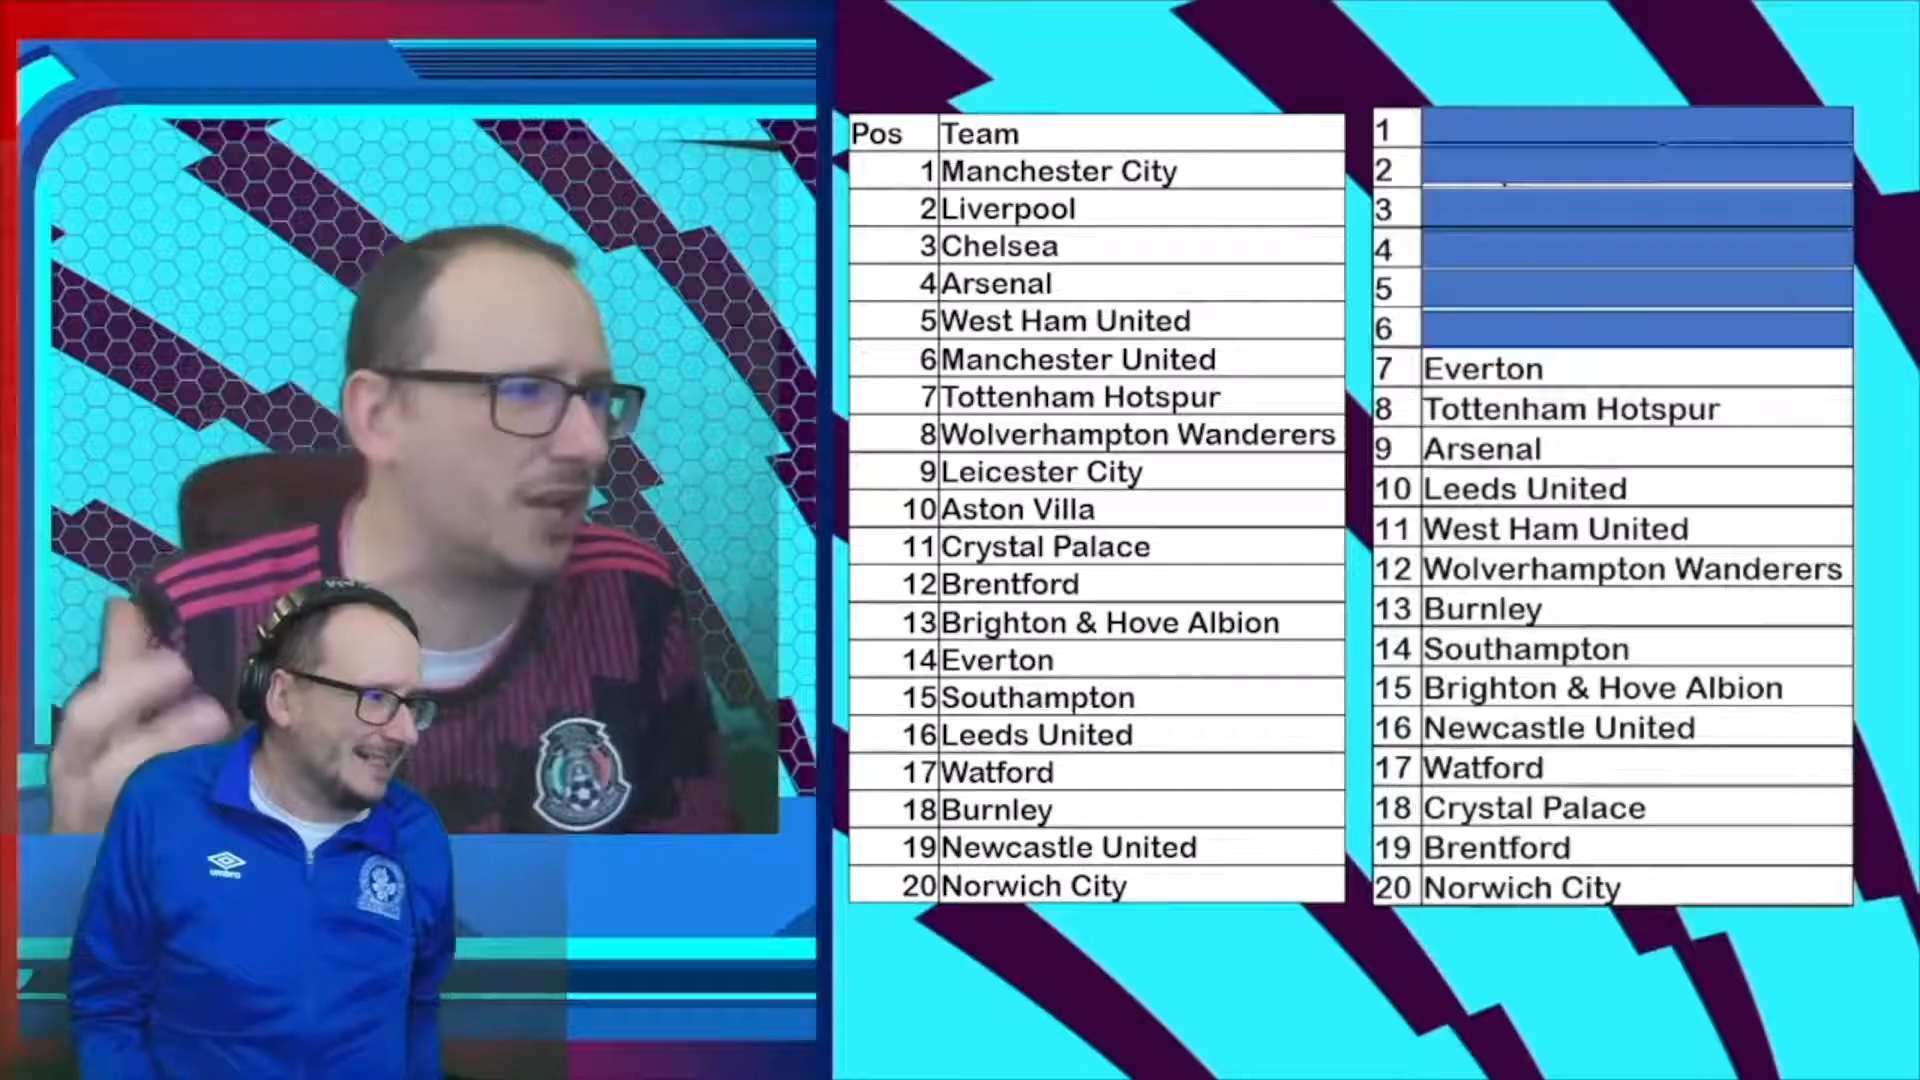 Pos Team
1 Manchester City
2 Liverpool
3 Chelsea
4 Arsenal
5 West Ham United
6 Manchester United
7 Tottenham Hotspur
8 Wolverhampton Wanderers
9 Leicester City
10 Aston Villa
11 Crystal Palace
12 Brentford
13 Brighton & Hove Albion
14 Everton
15 Southampton
16 Leeds United
17 Watford
18 Burnley
19 Newcastle United
20 Norwich City
1
2
3
4
5
6
7 Everton
8 Tottenham Hotspur
9 Arsenal
10 Leeds United
11 West Ham United
12 Wolverhampton Wanderers
13 Burnley
14 Southampton
15 Brighton & Hove Albion
16 Newcastle United
17 Watford
18 Crystal Palace
19 Brentford
20 Norwich City
umbro